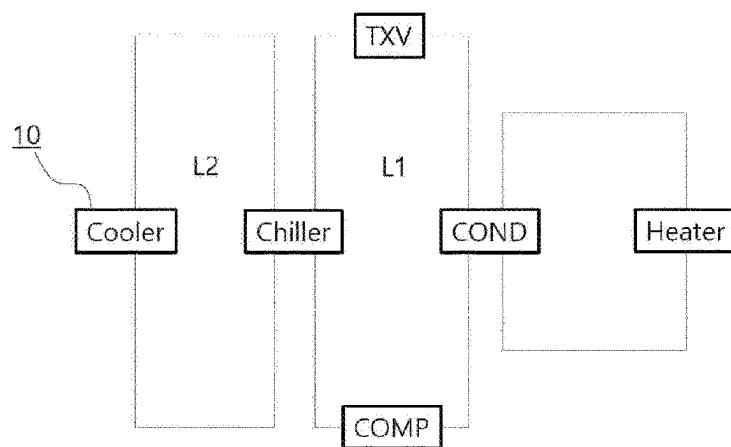 TXV
10
L2
L1
Cooler
Chiller
COND
Heater
COMP